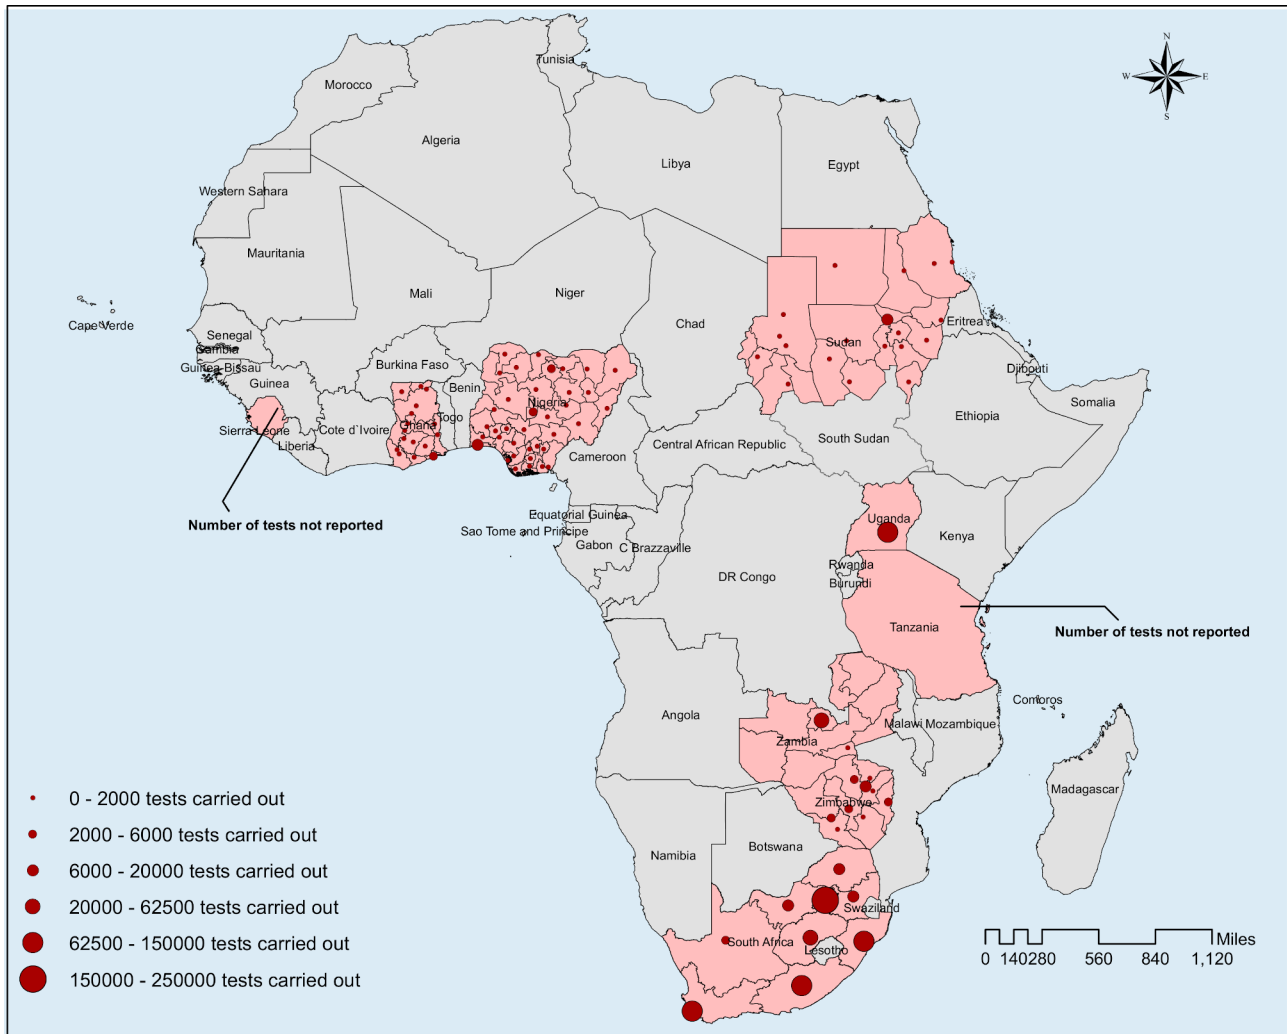 N
W E
S
Tunisia
Morocco
Algeria
Libya
Egypt
Western Sahara
Mauritania
Mali
Niger
Chad
Sudan
Eritrea
Cape Verde
Senegal
Gambia
Guinea-Bissau
Guinea
Burkina Faso
Benin
Nigeria
Djibouti
Somalia
Ethiopia
Sierra Leone
Liberia
Cote d`Ivoire
Ghana
Togo
Cameroon
Central African Republic
South Sudan
Number of tests not reported
Equatorial Guinea
Sao Tome and Principe
Gabon
C Brazzaville
Uganda
Kenya
Rwanda
Burundi
DR Congo
Tanzania
Number of tests not reported
Comoros
Angola
Zambia
Malawi
Mozambique
Madagascar
Zimbabwe
Namibia
Botswana
Swaziland
South Africa
Lesotho
0 - 2000 tests carried out
2000 - 6000 tests carried out
6000 - 20000 tests carried out
20000 - 62500 tests carried out
62500 - 150000 tests carried out
150000 - 250000 tests carried out
Miles
0 140280 560 840 1,120